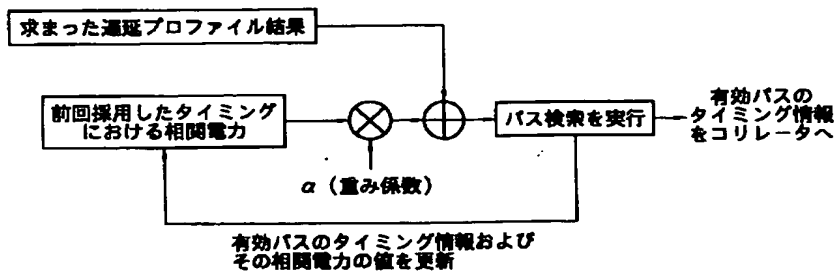 求まった遅延プロファイル結果
前回採用したタイミング
における相関電力
α（重み係数）
パス検索を実行
有効パスの
タイミング情報
をコリレータへ
有効パスのタイミング情報および
その相関電力の値を更新